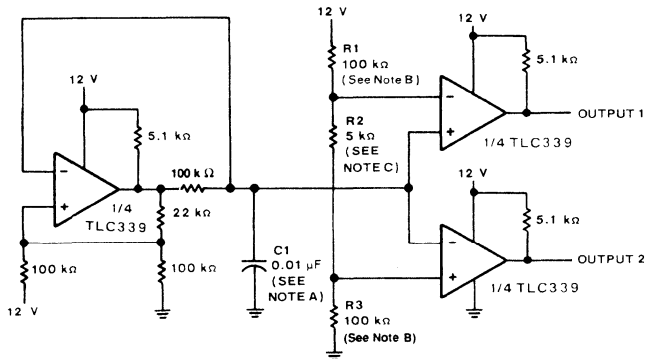 12 V
12 V
12 V
5.1 kΩ
−
+
1/4
TLC339
100 kΩ
22 kΩ
100 kΩ
100 kΩ
12 V
C1
0.01 μF
(SEE
NOTE A)
R1
100 kΩ
(See Note B)
R2
5 kΩ
(SEE
NOTE C)
R3
100 kΩ
(See Note B)
5.1 kΩ
−
+
OUTPUT 1
1/4 TLC339
12 V
5.1 kΩ
−
+
OUTPUT 2
1/4 TLC339